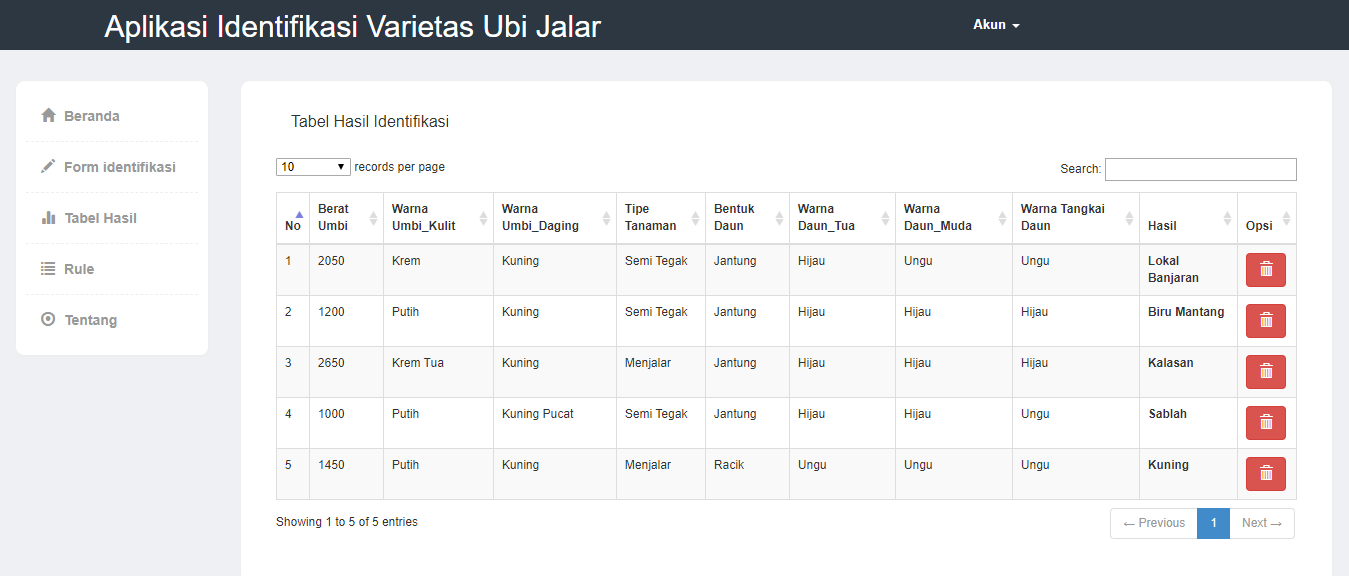 Aplikasi Identifikasi Varietas Ubi Jalar
Akun
Beranda
Form identifikasi
Tabel Hasil
Rule
Tentang
Tabel Hasil Identifikasi
10 records per page
Search:
No Berat Umbi Warna Umbi_Kulit Warna Umbi_Daging Tipe Tanaman Bentuk Daun Warna Daun_Tua Warna Daun_Muda Warna Tangkai Daun Hasil Opsi
1 2050 Krem Kuning Semi Tegak Jantung Hijau Ungu Ungu Lokal Banjaran
2 1200 Putih Kuning Semi Tegak Jantung Hijau Hijau Hijau Biru Mantang
3 2650 Krem Tua Kuning Menjalar Jantung Hijau Hijau Hijau Kalasan
4 1000 Putih Kuning Pucat Semi Tegak Jantung Hijau Hijau Ungu Sablah
5 1450 Putih Kuning Menjalar Racik Ungu Ungu Ungu Kuning
Showing 1 to 5 of 5 entries
← Previous 1 Next →